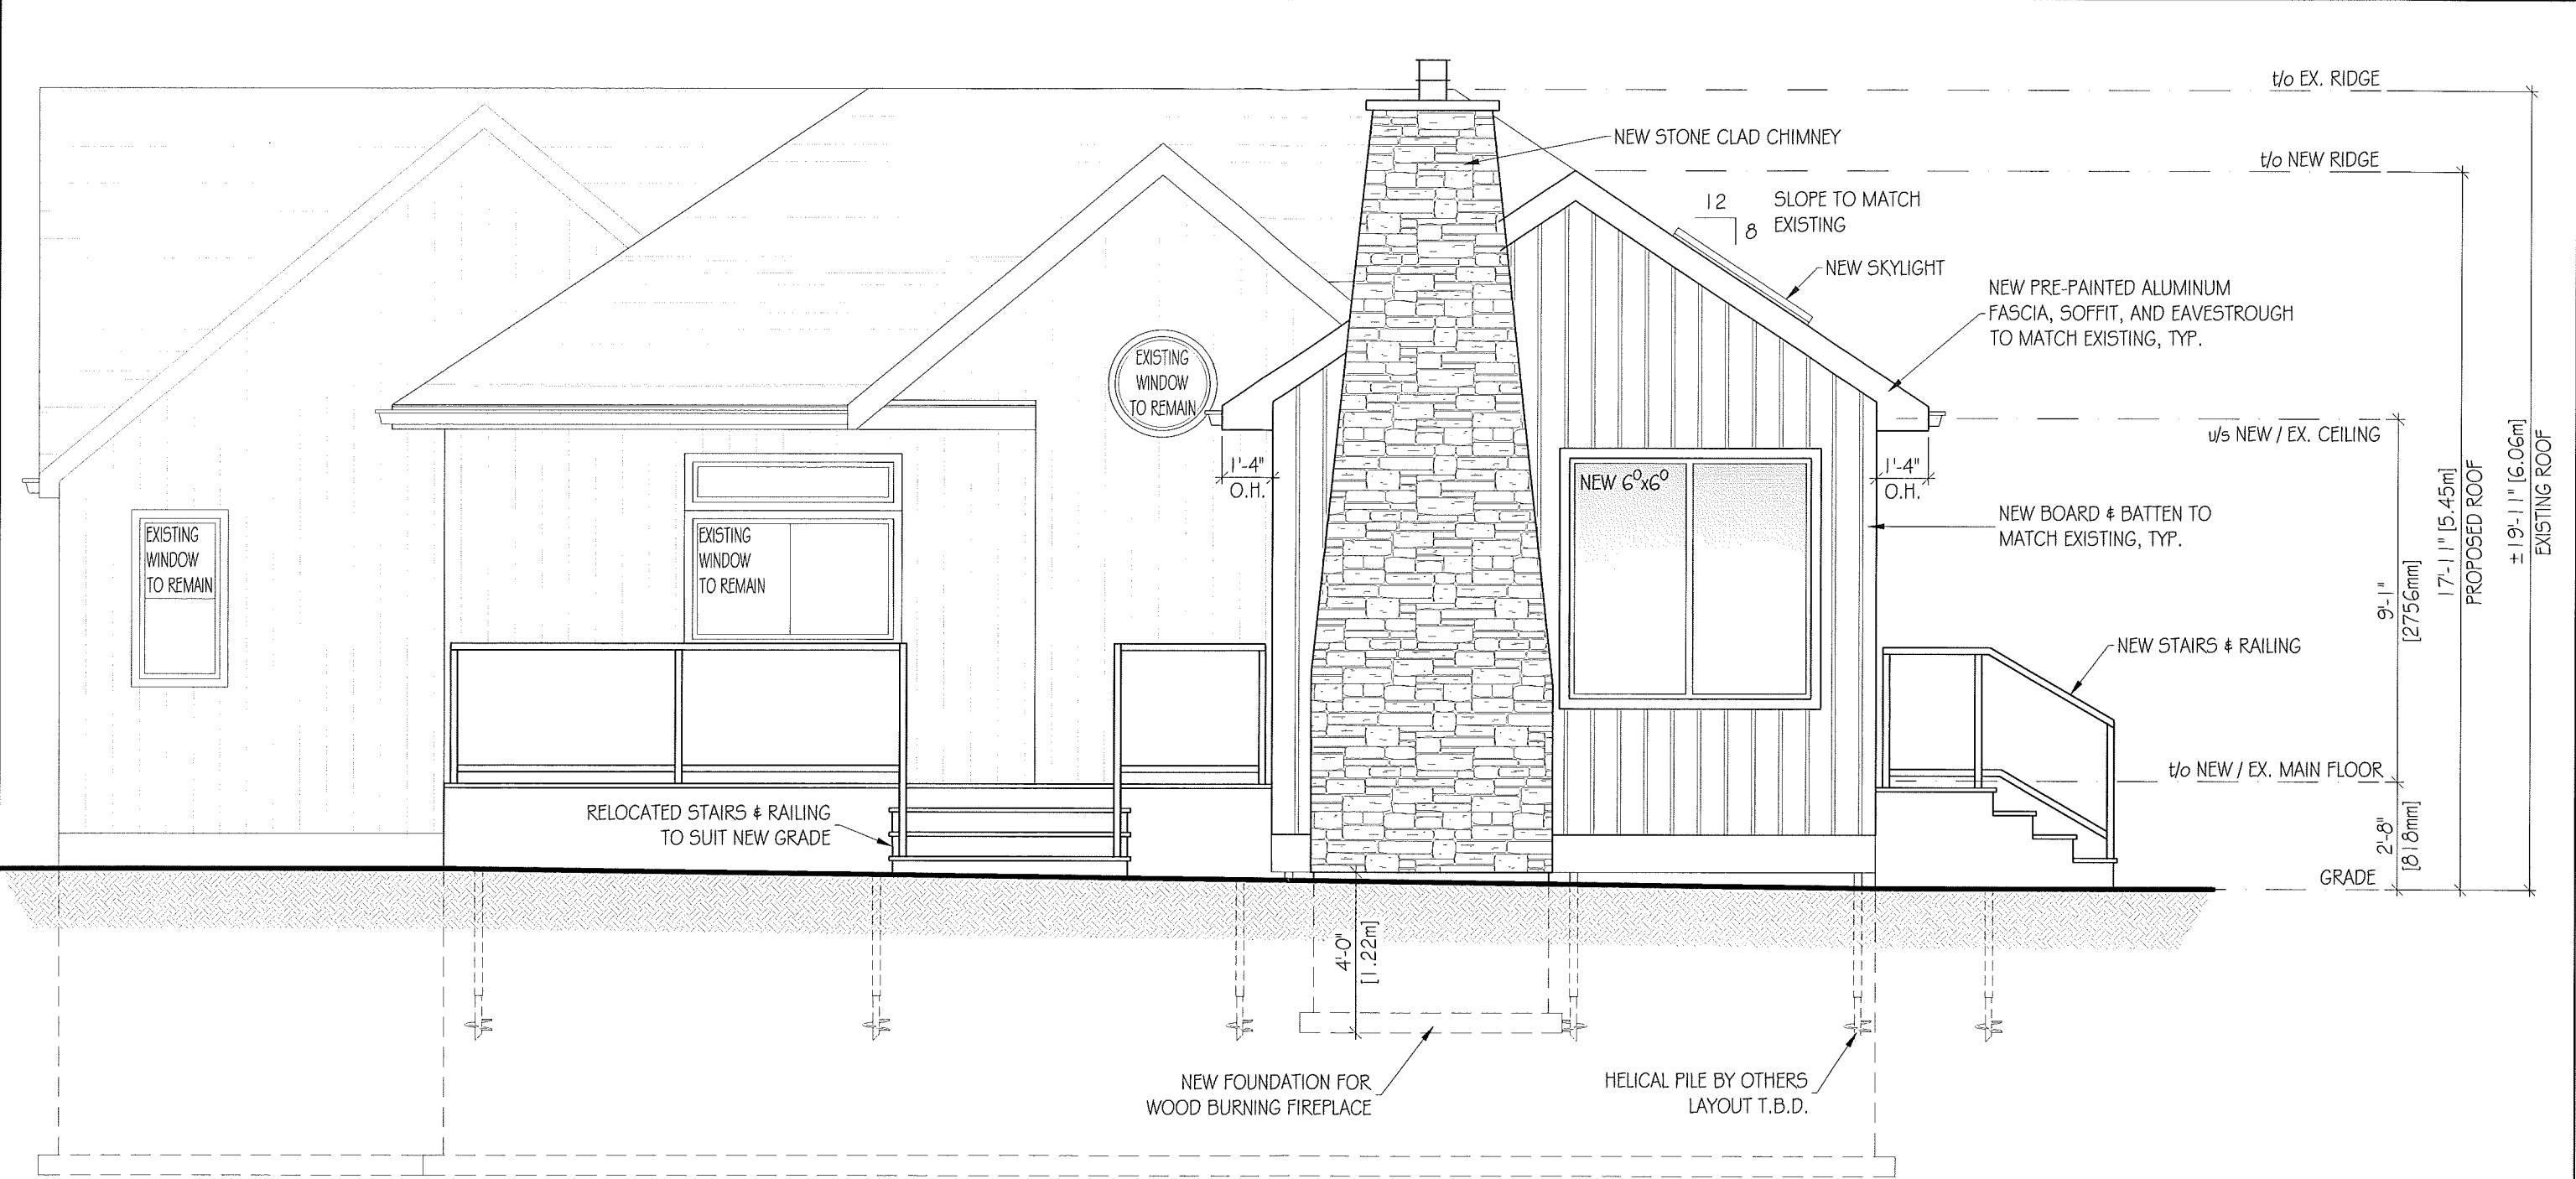 t/o EX. RIDGE
NEW STONE CLAD CHIMNEY
t/o NEW RIDGE
12
8
SLOPE TO MATCH
EXISTING
NEW SKYLIGHT
NEW PRE-PAINTED ALUMINUM
FASCIA, SOFFIT, AND EAVESTROUGH
TO MATCH EXISTING, TYP.
EXISTING
WINDOW
TO REMAIN
u/s NEW / EX. CEILING
1'-4"
O.H.
1'-4"
O.H.
NEW 6⁰x6⁰
NEW BOARD & BATTEN TO
MATCH EXISTING, TYP.
EXISTING
WINDOW
TO REMAIN
EXISTING
WINDOW
TO REMAIN
9'-1"
[2756mm]
17'-11" [5.45m]
PROPOSED ROOF
±19'-11" [6.06m]
EXISTING ROOF
NEW STAIRS & RAILING
t/o NEW / EX. MAIN FLOOR
RELOCATED STAIRS & RAILING
TO SUIT NEW GRADE
2'-8"
[818mm]
GRADE
4'-0"
[1.22m]
NEW FOUNDATION FOR
WOOD BURNING FIREPLACE
HELICAL PILE BY OTHERS
LAYOUT T.B.D.